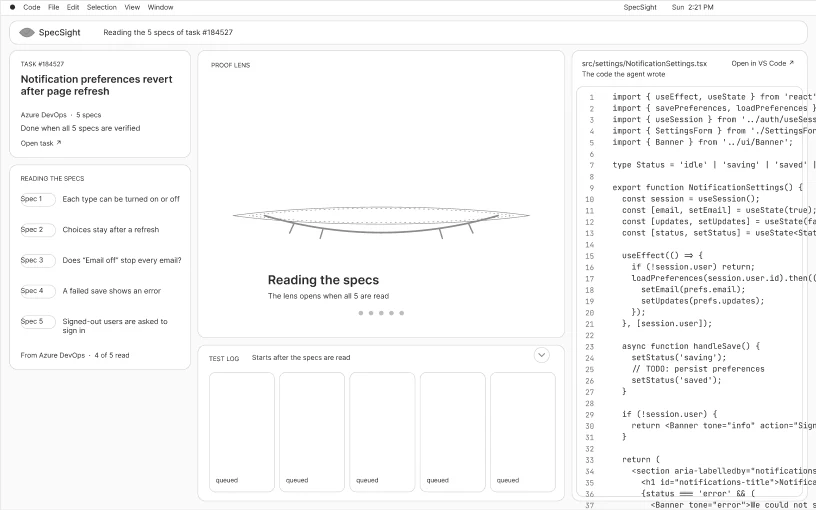 Code File Edit Selection View Window
SpecSight Sun 2:21 PM
SpecSight Reading the 5 specs of task #184527
TASK #184527
Notification preferences revert
after page refresh
Azure DevOps · 5 specs
Done when all 5 specs are verified
Open task ↗
READING THE SPECS
Spec 1 Each type can be turned on or off
Spec 2 Choices stay after a refresh
Spec 3 Does “Email off” stop every email?
Spec 4 A failed save shows an error
Spec 5 Signed-out users are asked to
sign in
From Azure DevOps · 4 of 5 read
PROOF LENS
Reading the specs
The lens opens when all 5 are read
TEST LOG Starts after the specs are read
queued
queued
queued
queued
queued
src/settings/NotificationSettings.tsx Open in VS Code ↗
The code the agent wrote
1 import { useEffect, useState } from 'react'
2 import { savePreferences, loadPreferences }
3 import { useSession } from '../auth/useSess
4 import { SettingsForm } from './SettingsFor
5 import { Banner } from '../ui/Banner';
6
7 type Status = 'idle' | 'saving' | 'saved' |
8
9 export function NotificationSettings() {
10 const session = useSession();
11 const [email, setEmail] = useState(true);
12 const [updates, setUpdates] = useState(fa
13 const [status, setStatus] = useState<Stat
14
15 useEffect(() => {
16 if (!session.user) return;
17 loadPreferences(session.user.id).then((
18 setEmail(prefs.email);
19 setUpdates(prefs.updates);
20 });
21 }, [session.user]);
22
23 async function handleSave() {
24 setStatus('saving');
25 // TODO: persist preferences
26 setStatus('saved');
27 }
28
29 if (!session.user) {
30 return <Banner tone="info" action="Sign
31 }
32
33 return (
34 <section aria-labelledby="notifications
35 <h1 id="notifications-title">Notifica
36 {status === 'error' && (
37 <Banner tone="error">We could not s